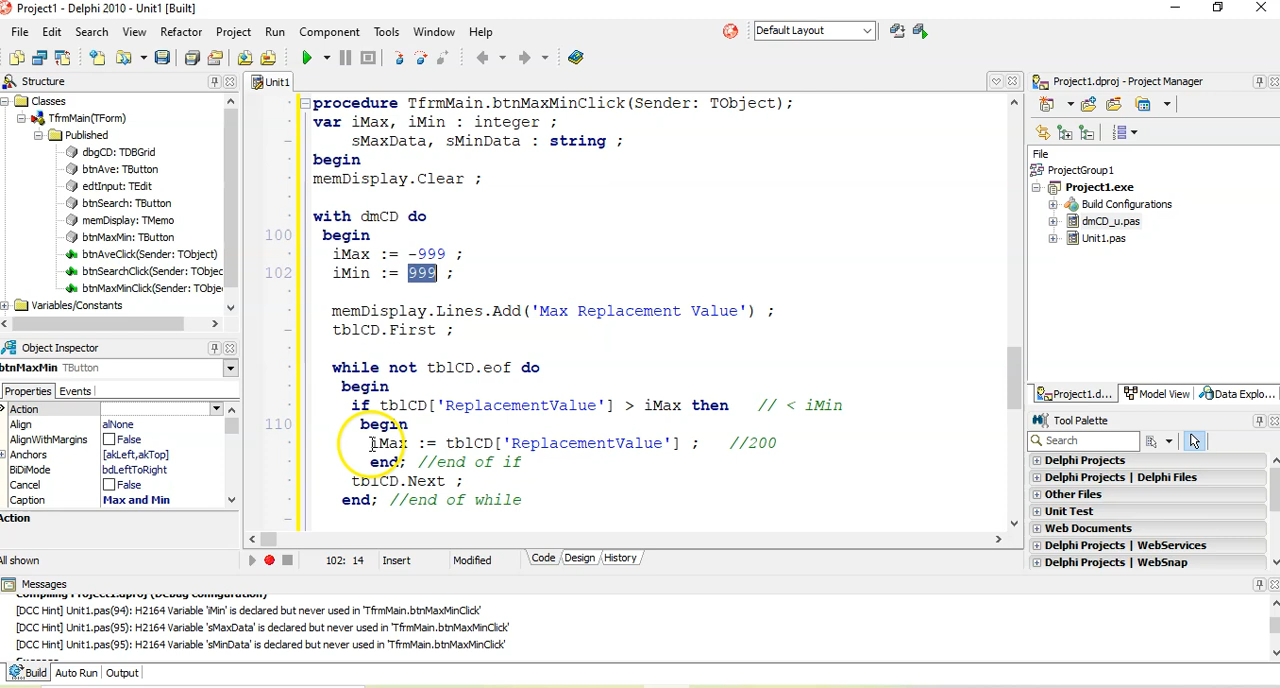 Project1 - Delphi 2010 - Unit1 [Built]
File Edit Search View Refactor Project Run Component Tools Window Help
Default Layout
Structure
Classes
TfrmMain(TForm)
Published
dbgCD: TDBGrid
btnAve: TButton
edtInput: TEdit
btnSearch: TButton
memDisplay: TMemo
btnMaxMin: TButton
btnAveClick(Sender: TObject)
btnSearchClick(Sender: TObjec
btnMaxMinClick(Sender: TObje
Variables/Constants
Object Inspector
btnMaxMin TButton
Properties Events
Action
Align alNone
AlignWithMargins False
Anchors [akLeft,akTop]
BiDiMode bdLeftToRight
Cancel False
Caption Max and Min
Action
All shown
Unit1
procedure TfrmMain.btnMaxMinClick(Sender: TObject);
var iMax, iMin : integer ;
sMaxData, sMinData : string ;
begin
memDisplay.Clear ;
with dmCD do
100 begin
iMax := -999 ;
102 iMin := 999 ;
memDisplay.Lines.Add('Max Replacement Value') ;
tblCD.First ;
while not tblCD.eof do
begin
if tblCD['ReplacementValue'] > iMax then // < iMin
110 begin
iMax := tblCD['ReplacementValue'] ; //200
end; //end of if
tblCD.Next ;
end; //end of while
102: 14 Insert Modified Code Design History
Project1.dproj - Project Manager
File
ProjectGroup1
Project1.exe
Build Configurations
dmCD_u.pas
Unit1.pas
Project1.d... Model View Data Explo...
Tool Palette
Search
Delphi Projects
Delphi Projects | Delphi Files
Other Files
Unit Test
Web Documents
Delphi Projects | WebServices
Delphi Projects | WebSnap
Messages
Compiling Project1.dproj (Debug configuration)
[DCC Hint] Unit1.pas(94): H2164 Variable 'iMin' is declared but never used in 'TfrmMain.btnMaxMinClick'
[DCC Hint] Unit1.pas(95): H2164 Variable 'sMaxData' is declared but never used in 'TfrmMain.btnMaxMinClick'
[DCC Hint] Unit1.pas(95): H2164 Variable 'sMinData' is declared but never used in 'TfrmMain.btnMaxMinClick'
Success
Build Auto Run Output